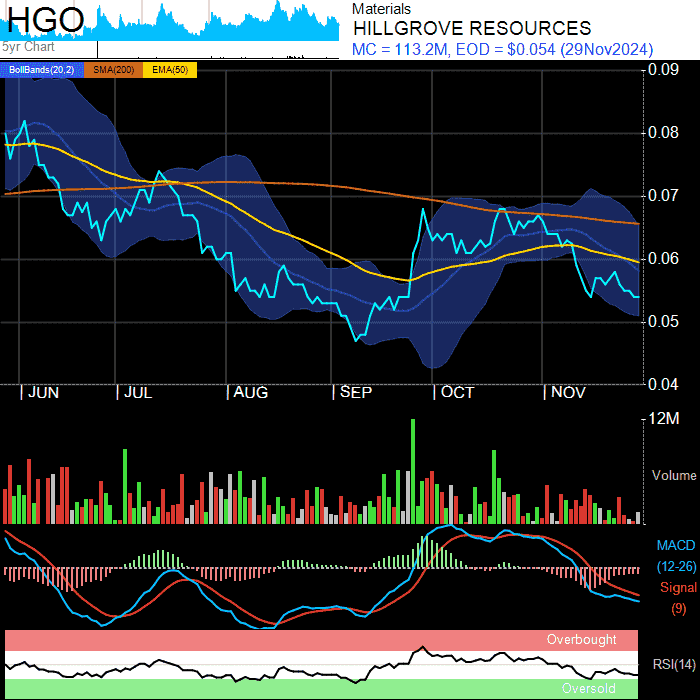 HGO
5yr Chart
Materials
HILLGROVE RESOURCES
MC = 113.2M, EOD = $0.054 (29Nov2024)
BollBands(20,2) SMA(200) EMA(50)
0.09
0.08
0.07
0.06
0.05
0.04
JUN JUL AUG SEP OCT NOV
12M
Volume
MACD
(12-26)
Signal
(9)
Overbought
RSI(14)
Oversold